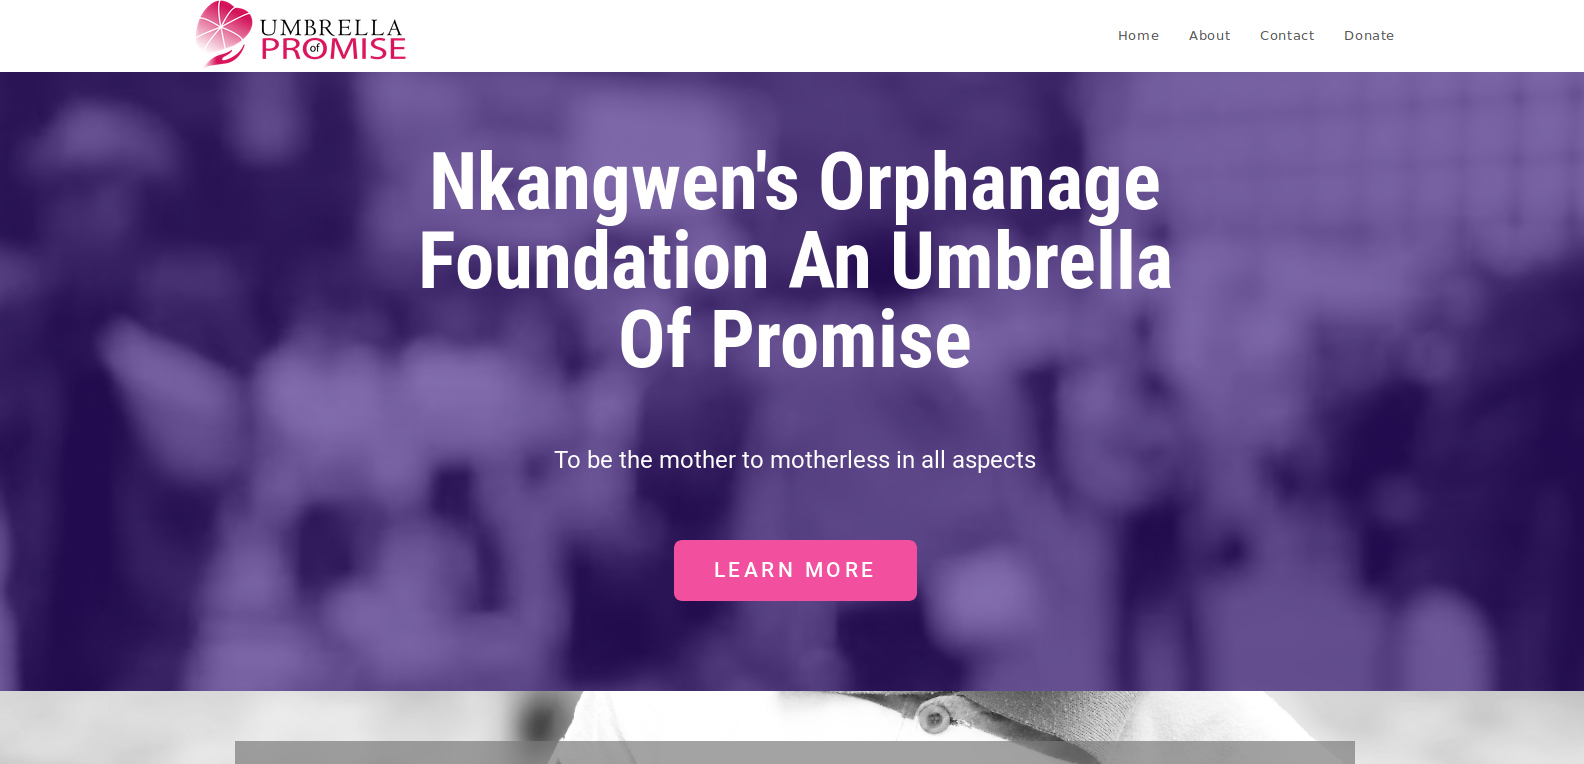 UMBRELLA
of
PROMISE
Home About Contact Donate
Nkangwen's Orphanage
Foundation An Umbrella
Of Promise
To be the mother to motherless in all aspects
LEARN MORE